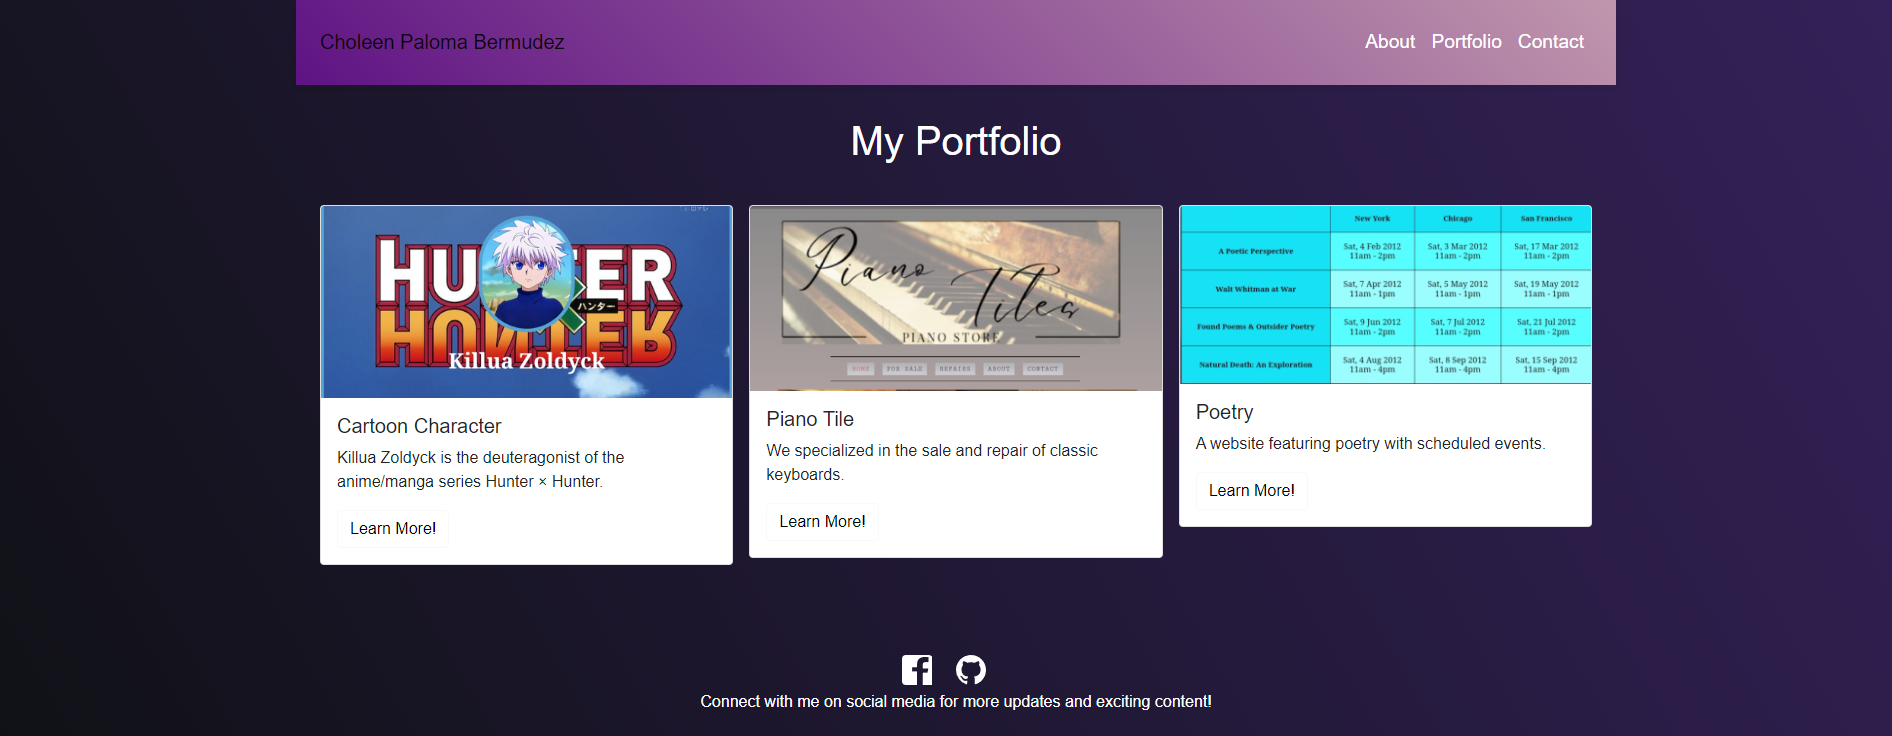 Choleen Paloma Bermudez
About Portfolio Contact
My Portfolio
HUNTER
HUNTER
ハンター
Killua Zoldyck
Cartoon Character
Killua Zoldyck is the deuteragonist of the
anime/manga series Hunter × Hunter.
Learn More!
Piano Tiles
PIANO STORE
HOME FOR SALE REPAIRS ABOUT CONTACT
Piano Tile
We specialized in the sale and repair of classic
keyboards.
Learn More!
New York Chicago San Francisco
A Poetic Perspective Sat, 4 Feb 2012 Sat, 3 Mar 2012 Sat, 17 Mar 2012
11am - 2pm 11am - 2pm 11am - 2pm
Walt Whitman at War Sat, 7 Apr 2012 Sat, 5 May 2012 Sat, 19 May 2012
11am - 1pm 11am - 1pm 11am - 1pm
Found Poems & Outsider Poetry Sat, 9 Jun 2012 Sat, 7 Jul 2012 Sat, 21 Jul 2012
11am - 2pm 11am - 2pm 11am - 2pm
Natural Death: An Exploration Sat, 4 Aug 2012 Sat, 8 Sep 2012 Sat, 15 Sep 2012
11am - 4pm 11am - 4pm 11am - 4pm
Poetry
A website featuring poetry with scheduled events.
Learn More!
Connect with me on social media for more updates and exciting content!